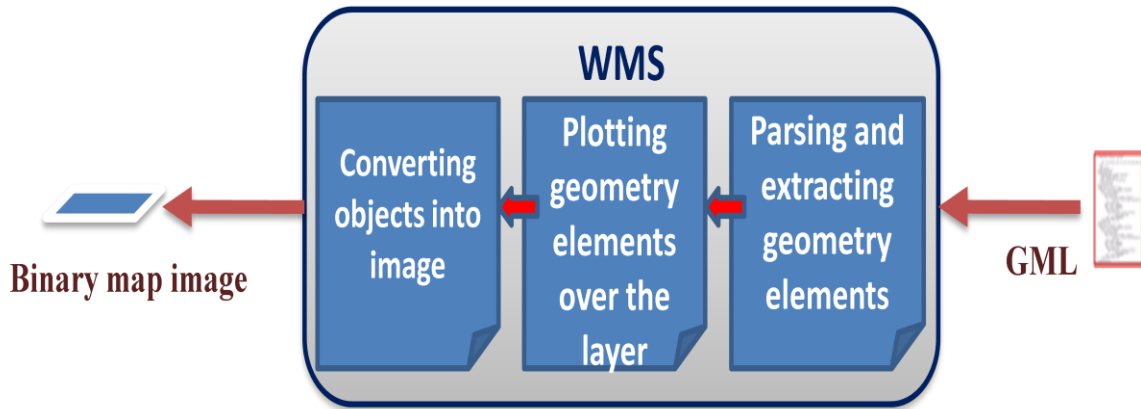 WMS
Converting
objects into
image
Plotting
geometry
elements
over the
layer
Parsing and
extracting
geometry
elements
Binary map image
GML